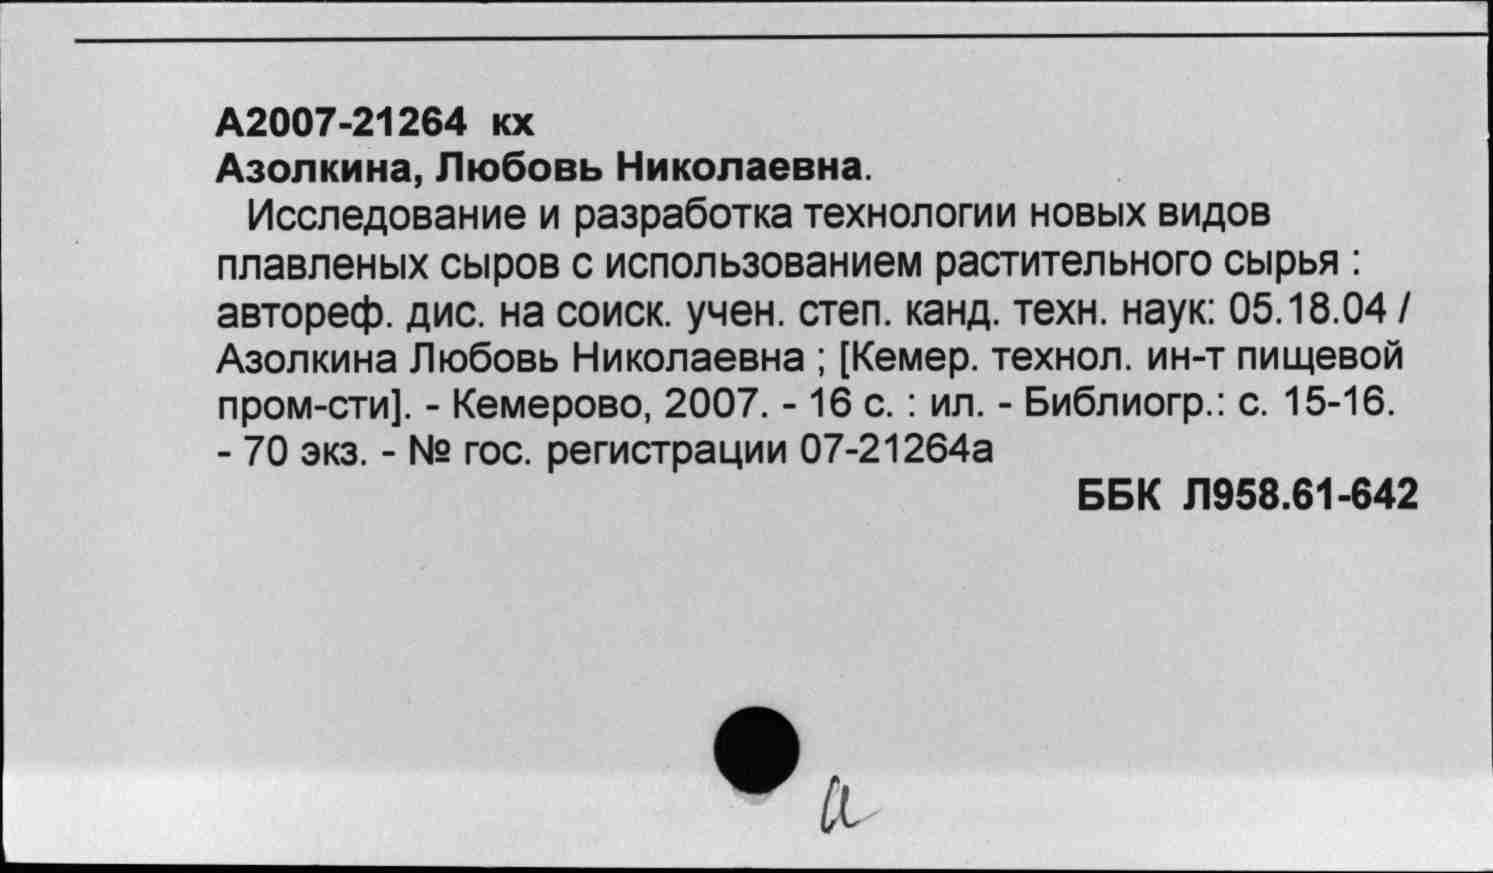 А2007-21264 кх
Азолкина, Любовь Николаевна.
Исследование и разработка технологии новых видов
плавленых сыров с использованием растительного сырья :
автореф. дис. на соиск. учен. степ. канд. техн. наук: 05.18.04 /
Азолкина Любовь Николаевна ; [Кемер. технол. ин-т пищевой
пром-сти]. - Кемерово, 2007. - 16 с. : ил. - Библиогр.: с. 15-16.
- 70 экз. - № гос. регистрации 07-21264а
ББК Л958.61-642
а